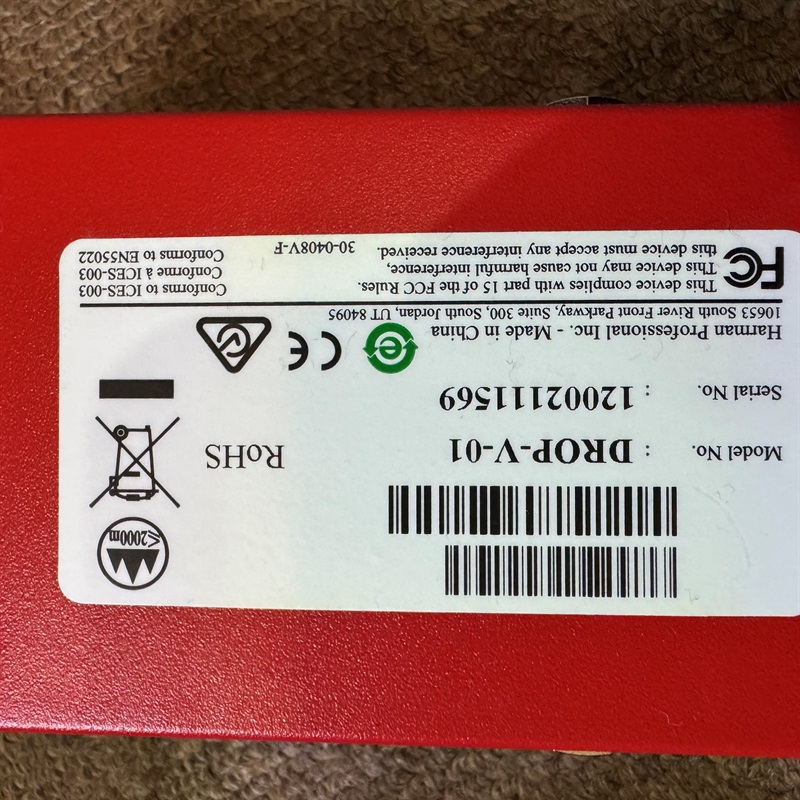 ≤2000m
Model No. : DROP-V-01
RoHS
Serial No. : 12002111569
Harman Professional Inc. - Made in China
10653 South River Front Parkway, Suite 300, South Jordan, UT 84095
e
CE
FC
This device complies with part 15 of the FCC Rules.
This device may not cause harmful interference,
this device must accept any interference received.
30-0408V-F
Conforms to ICES-003
Conforme à ICES-003
Conforms to EN55022